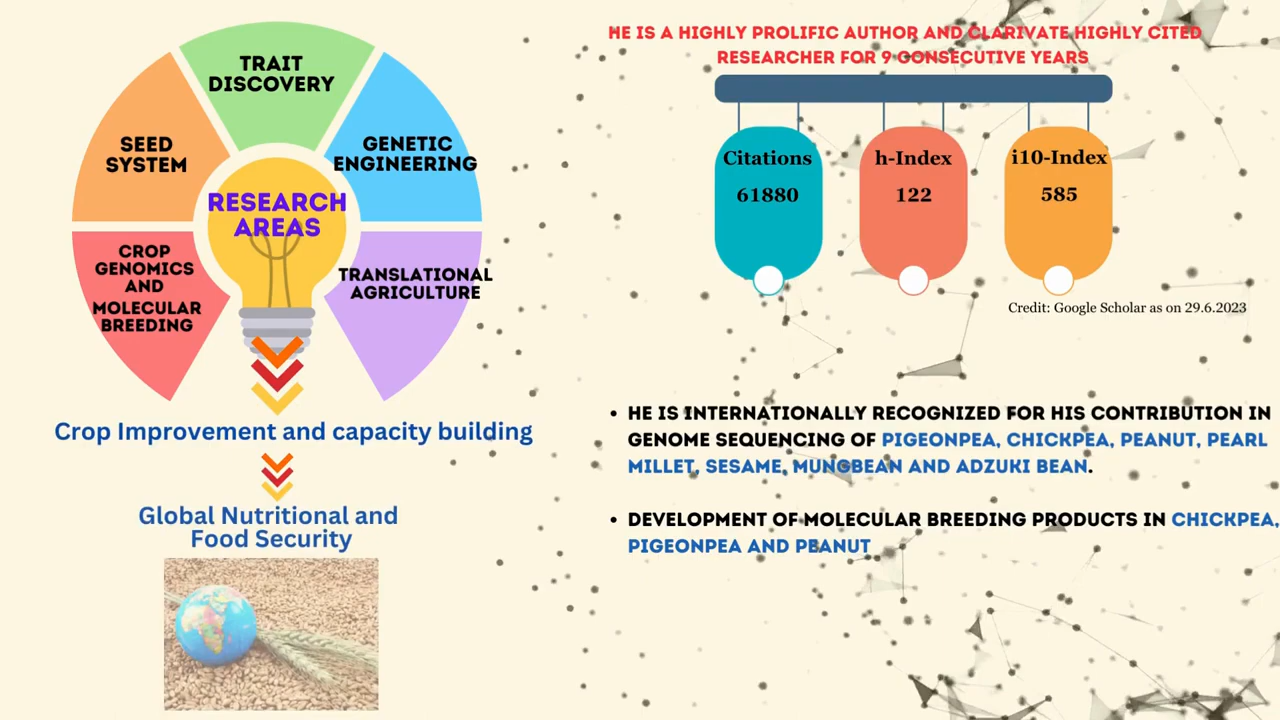 TRAIT
DISCOVERY
SEED
SYSTEM
GENETIC
ENGINEERING
RESEARCH
AREAS
CROP
GENOMICS
AND
MOLECULAR
BREEDING
TRANSLATIONAL
AGRICULTURE
Crop Improvement and capacity building
Global Nutritional and
Food Security
HE IS A HIGHLY PROLIFIC AUTHOR AND CLARIVATE HIGHLY CITED
RESEARCHER FOR 9 CONSECUTIVE YEARS
Citations
61880
h-Index
122
i10-Index
585
Credit: Google Scholar as on 29.6.2023
• HE IS INTERNATIONALLY RECOGNIZED FOR HIS CONTRIBUTION IN
GENOME SEQUENCING OF PIGEONPEA, CHICKPEA, PEANUT, PEARL
MILLET, SESAME, MUNGBEAN AND ADZUKI BEAN.
• DEVELOPMENT OF MOLECULAR BREEDING PRODUCTS IN CHICKPEA,
PIGEONPEA AND PEANUT